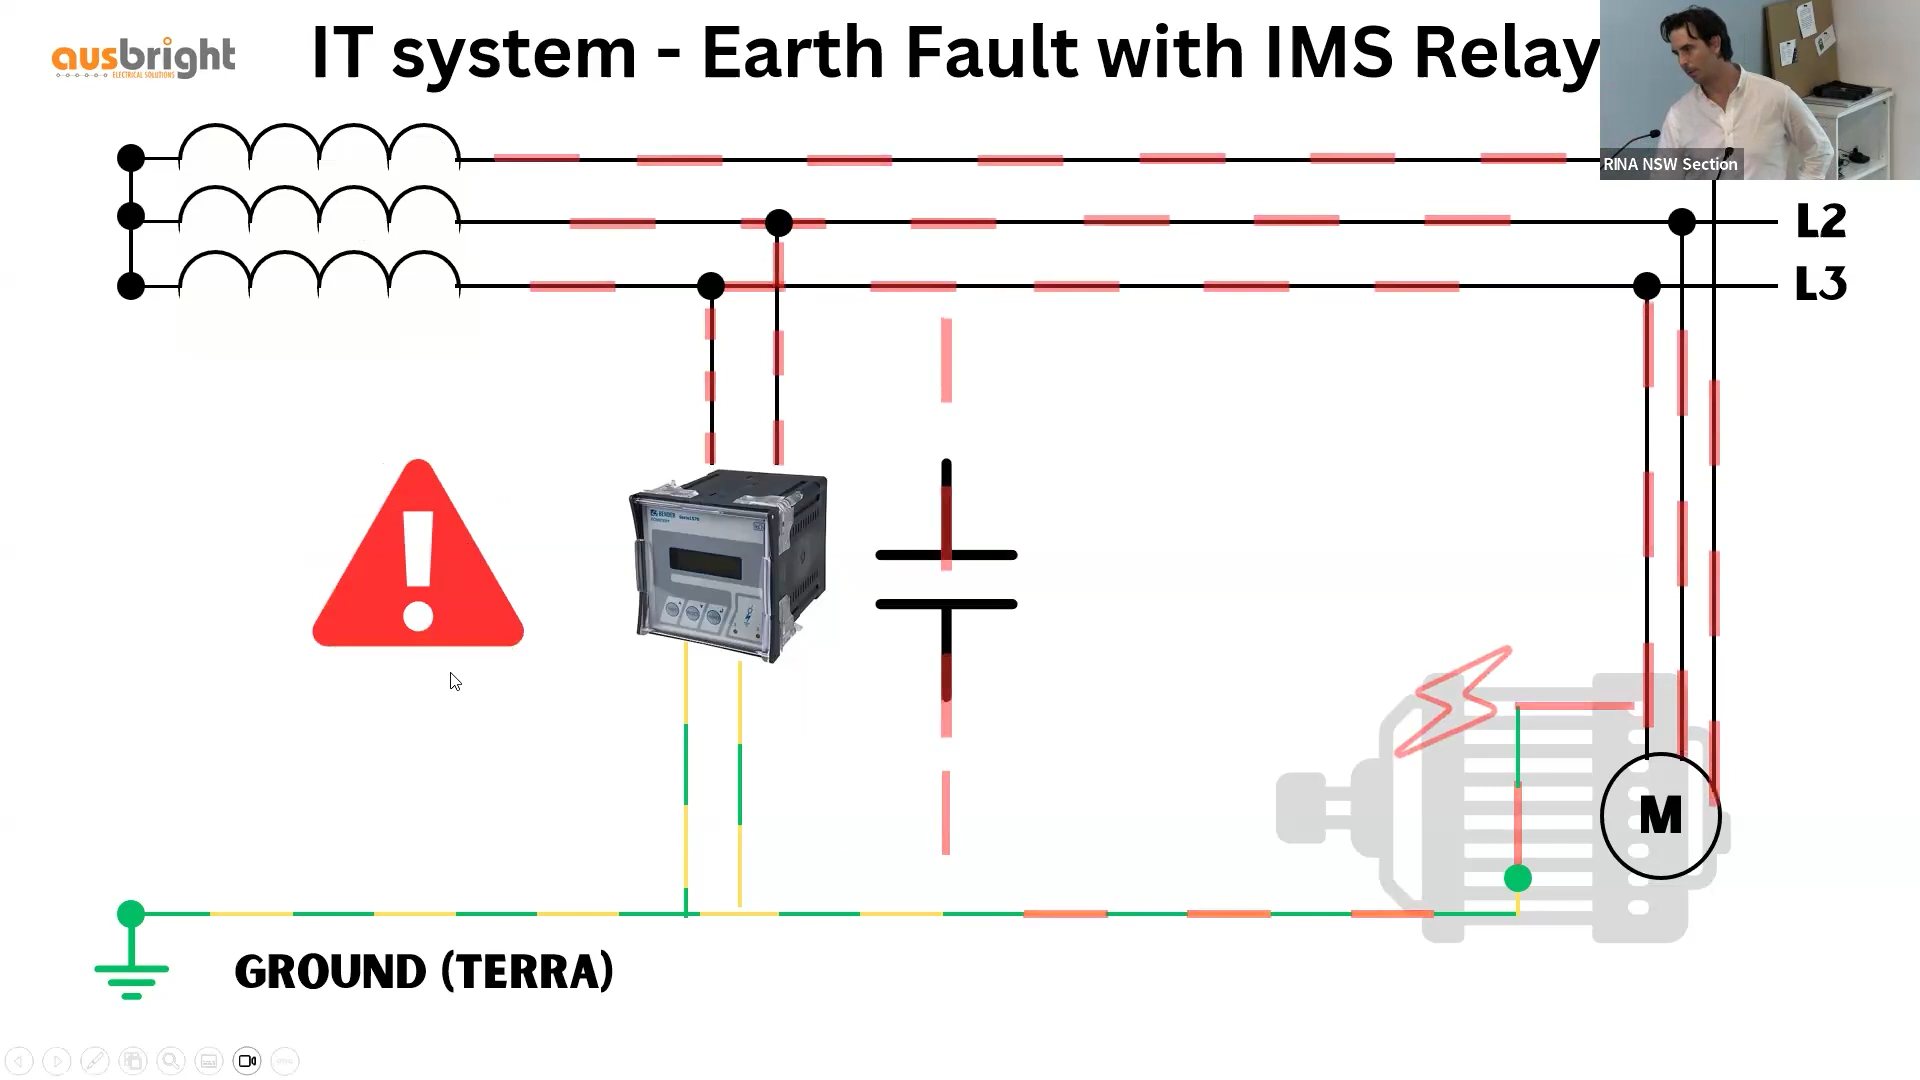 ausbright
ELECTRICAL SOLUTIONS
IT system - Earth Fault with IMS Relay
RINA NSW Section
L2
L3
BENDER
M
GROUND (TERRA)